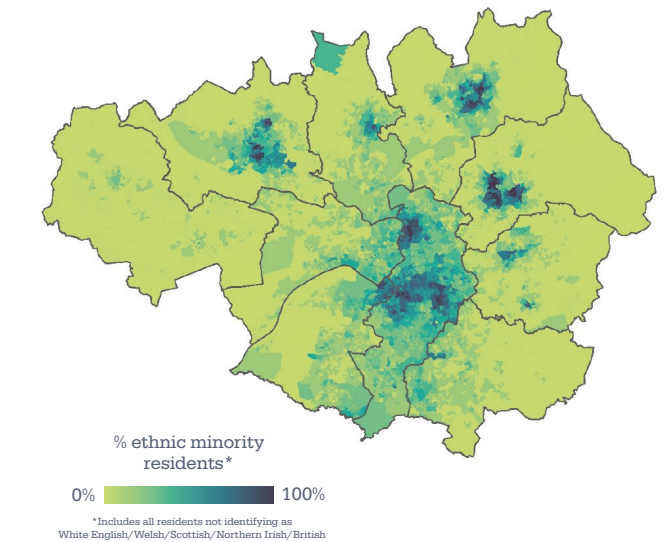 % ethnic minority
residents*
0% 100%
*Includes all residents not identifying as
White English/Welsh/Scottish/Northern Irish/British